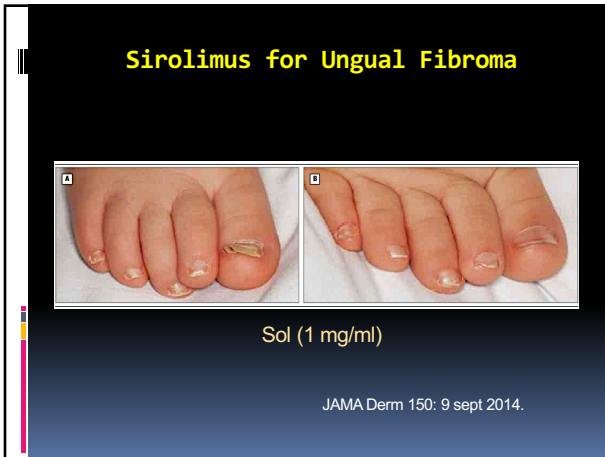 Sirolimus for Ungual Fibroma
A
B
Sol (1 mg/ml)
JAMA Derm 150: 9 sept 2014.